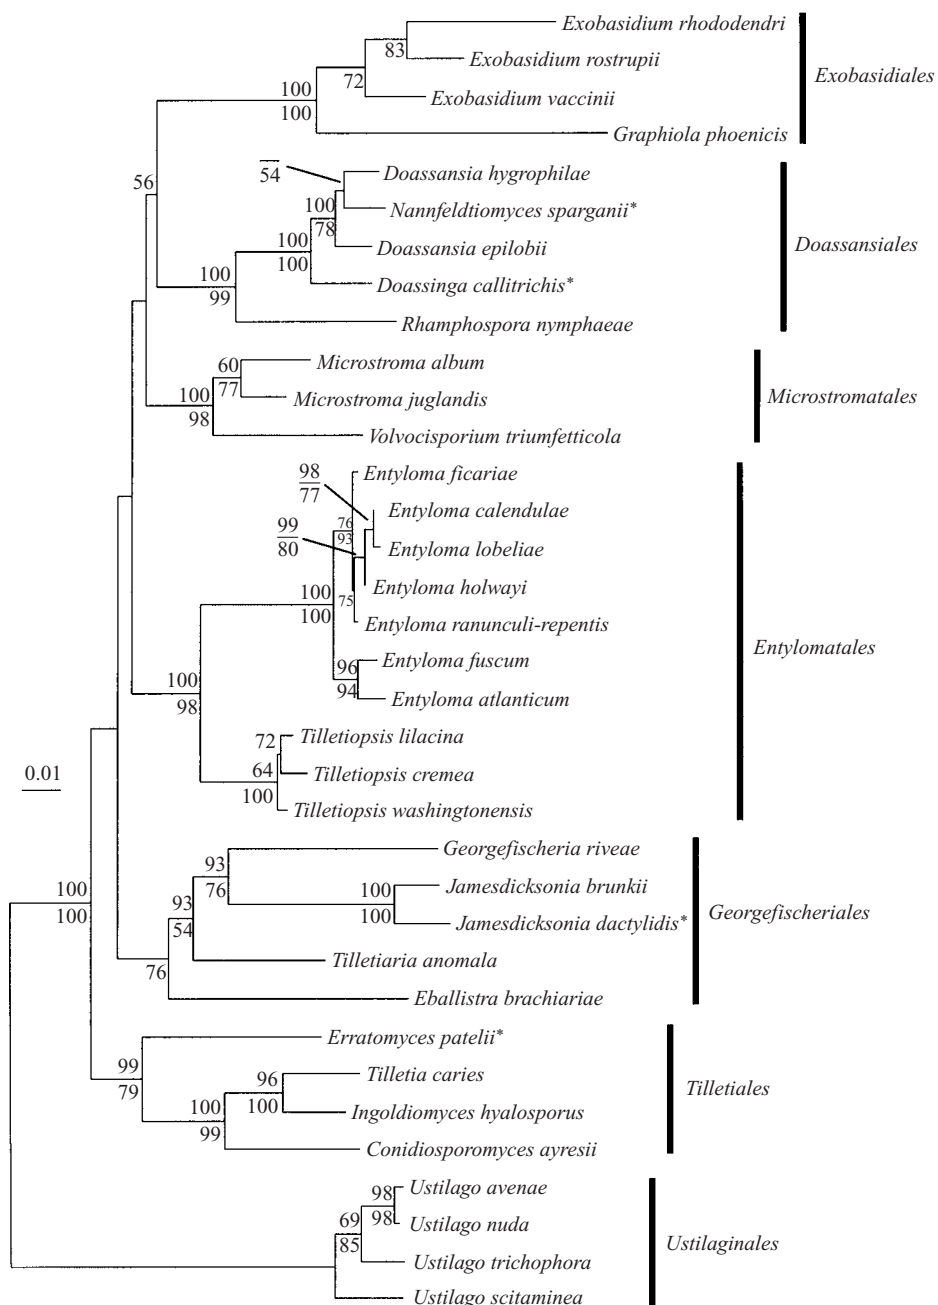 Exobasidium rhododendri
83
Exobasidium rostrupii
72
Exobasidium vaccinii
100
100
Graphiola phoenicis
Exobasidiales
56
54
Doassansia hygrophilae
Nannfeldtiomyces sparganii*
100
78
Doassansia epilobii
100
100
Doassinga callitrichis*
100
99
Rhamphospora nymphaeae
Doassansiales
60
77
Microstroma album
Microstroma juglandis
100
98
Volvocisporium triumfetticola
Microstromatales
98
77
Entyloma ficariae
Entyloma calendulae
99
80
76
93
Entyloma lobeliae
Entyloma holwayi
75
Entyloma ranunculi-repentis
100
100
Entyloma fuscum
96
94
Entyloma atlanticum
100
98
72
Tilletiopsis lilacina
64
100
Tilletiopsis cremea
Tilletiopsis washingtonensis
Entylomatales
0.01
Georgefischeria riveae
93
76
Jamesdicksonia brunkii
100
100
Jamesdicksonia dactylidis*
93
54
Tilletiaria anomala
76
Eballistra brachiariae
Georgefischeriales
100
100
Erratomyces patelii*
99
79
Tilletia caries
96
100
Ingoldiomyces hyalosporus
100
99
Conidiosporomyces ayresii
Tilletiales
Ustilago avenae
98
98
Ustilago nuda
69
85
Ustilago trichophora
Ustilago scitaminea
Ustilaginales